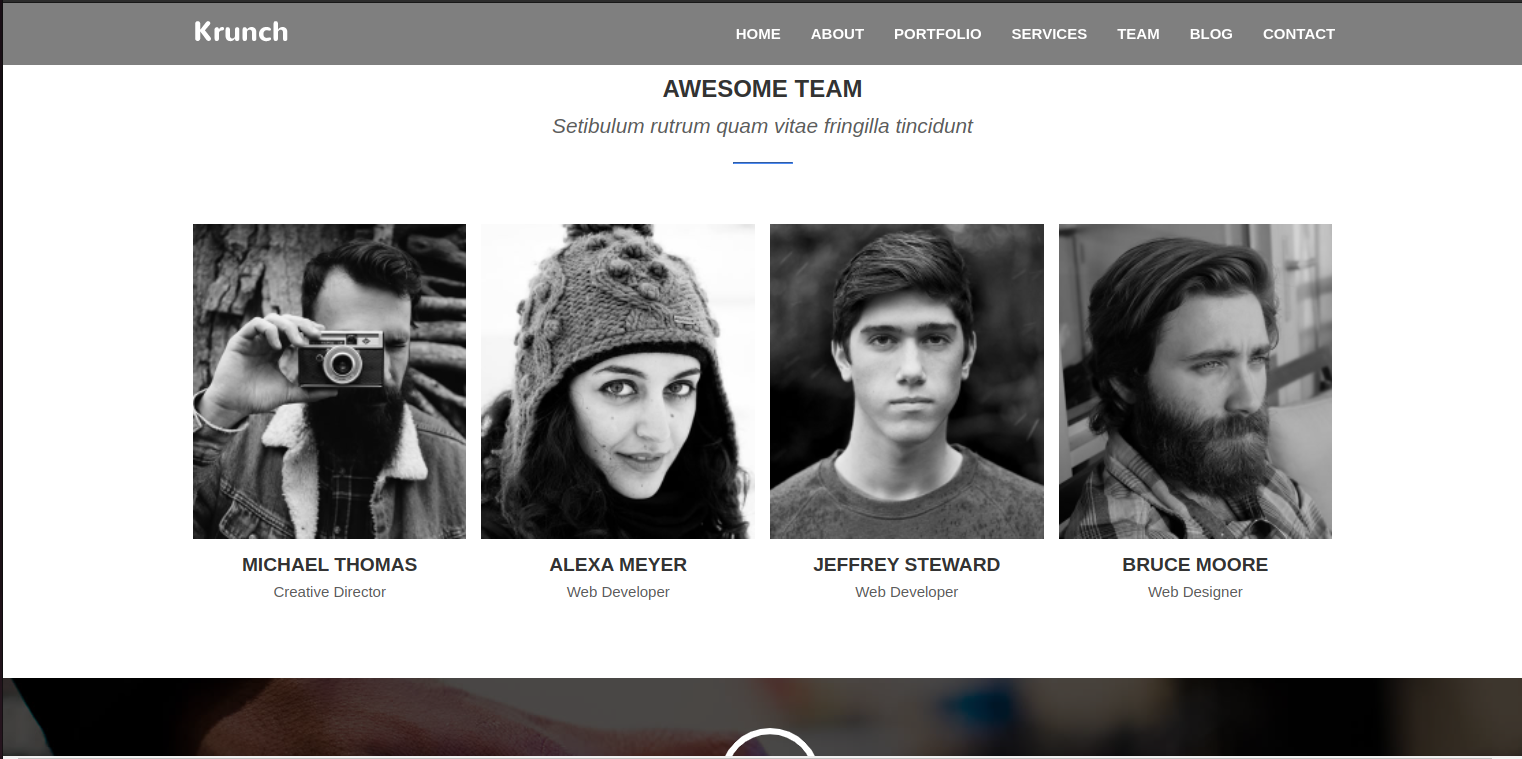 Krunch
HOME ABOUT PORTFOLIO SERVICES TEAM BLOG CONTACT
AWESOME TEAM
Setibulum rutrum quam vitae fringilla tincidunt
MICHAEL THOMAS
Creative Director
ALEXA MEYER
Web Developer
JEFFREY STEWARD
Web Developer
BRUCE MOORE
Web Designer